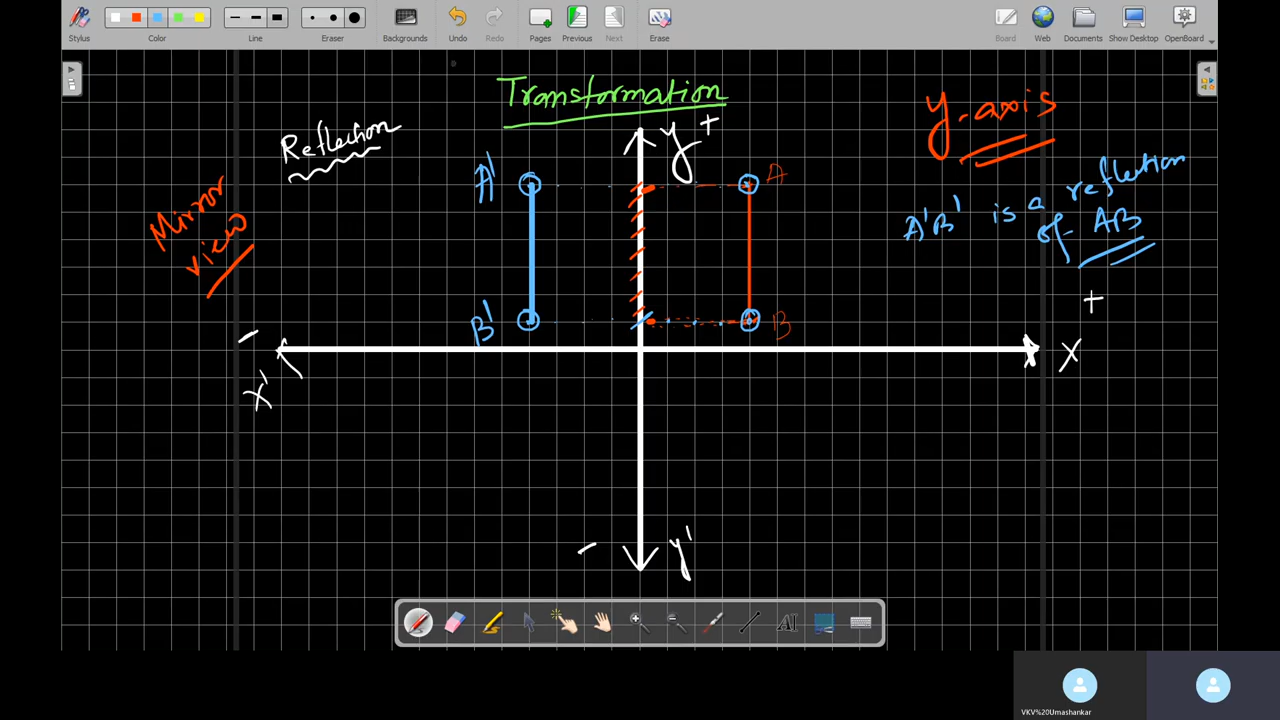 Stylus
Color
Line
Eraser
Backgrounds
Undo
Redo
Pages
Previous
Next
Erase
Board
Web
Documents
Show Desktop
OpenBoard
Transformation
Reflection
Mirror
view
y-axis
y +
A'
A
A'B' is a reflection
of AB
B'
B
+
-
x
x'
-
y'
AI
VKV%20Umashankar